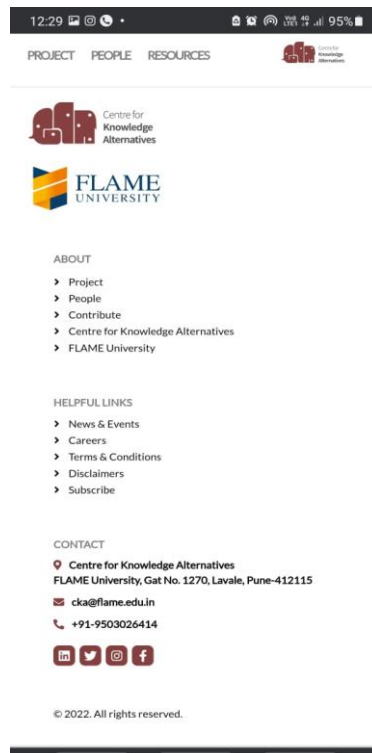 12:29 95%
PROJECT PEOPLE RESOURCES
Centre for
Knowledge
Alternatives
Centre for
Knowledge
Alternatives
FLAME
UNIVERSITY
ABOUT
Project
People
Contribute
Centre for Knowledge Alternatives
FLAME University
HELPFUL LINKS
News & Events
Careers
Terms & Conditions
Disclaimers
Subscribe
CONTACT
Centre for Knowledge Alternatives
FLAME University, Gat No. 1270, Lavale, Pune-412115
cka@flame.edu.in
+91-9503026414
© 2022. All rights reserved.